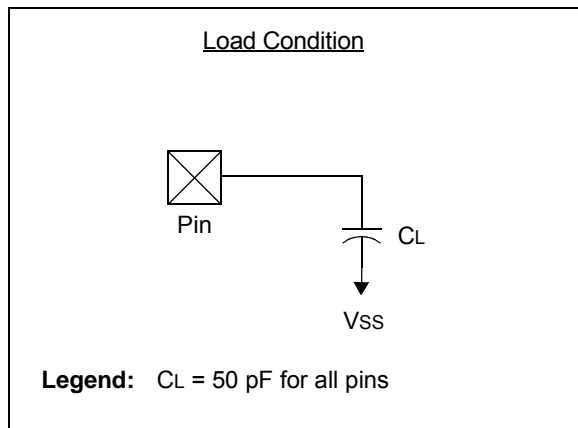 Load Condition
Pin
CL
VSS
Legend: CL = 50 pF for all pins